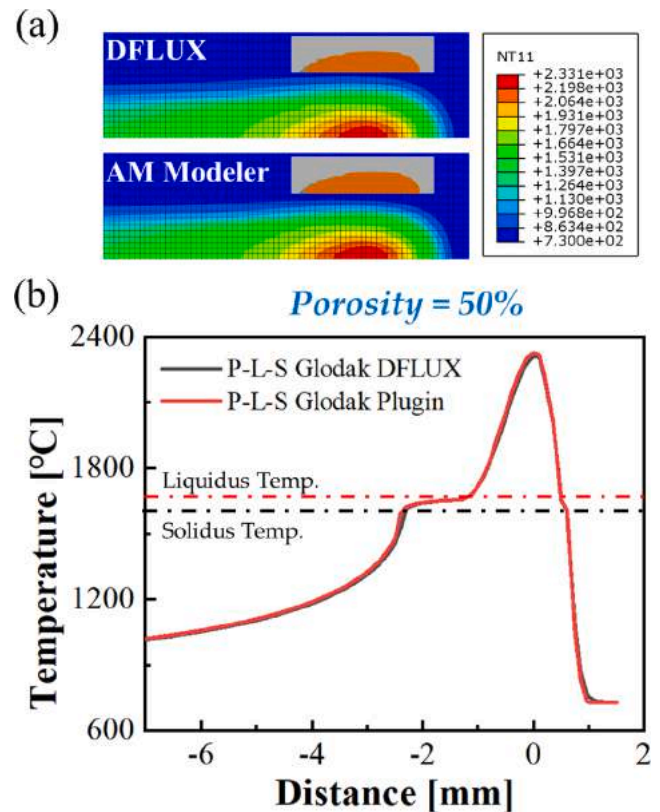 (a)
DFLUX
AM Modeler
NT11
+2.331e+03
+2.198e+03
+2.064e+03
+1.931e+03
+1.797e+03
+1.664e+03
+1.531e+03
+1.397e+03
+1.264e+03
+1.130e+03
+9.968e+02
+8.634e+02
+7.300e+02
(b)
Porosity = 50%
P-L-S Glodak DFLUX
P-L-S Glodak Plugin
Liquidus Temp.
Solidus Temp.
Temperature [°C]
2400
1800
1200
600
-6 -4 -2 0 2
Distance [mm]